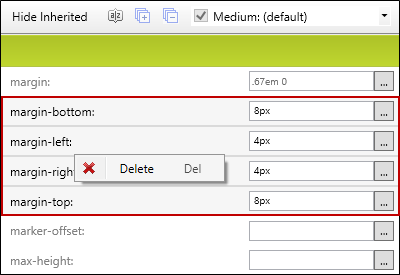 Hide Inherited Medium: (default)
margin: .67em 0 ...
margin-bottom: 8px ...
margin-left: 4px ...
Delete Del
margin-righ 4px ...
margin-top: 8px ...
marker-offset: ...
max-height: ...